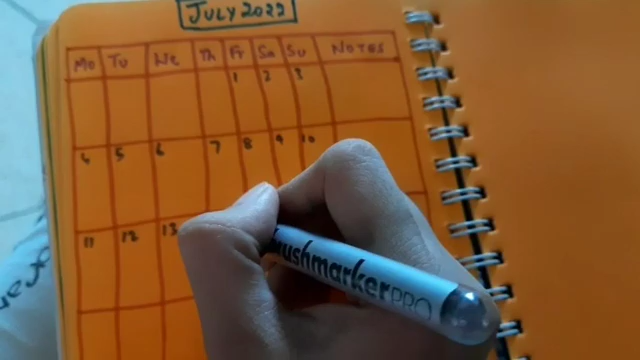 JULY 2022
Mo Tu We Th Fr Sa Su NOTES
1 2 3
4 5 6 7 8 9 10
11 12 13
brushmarkerPRO